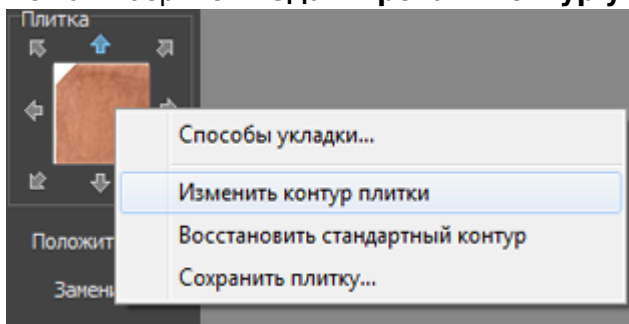 Плитка
Способы укладки...
Изменить контур плитки
Восстановить стандартный контур
Сохранить плитку...